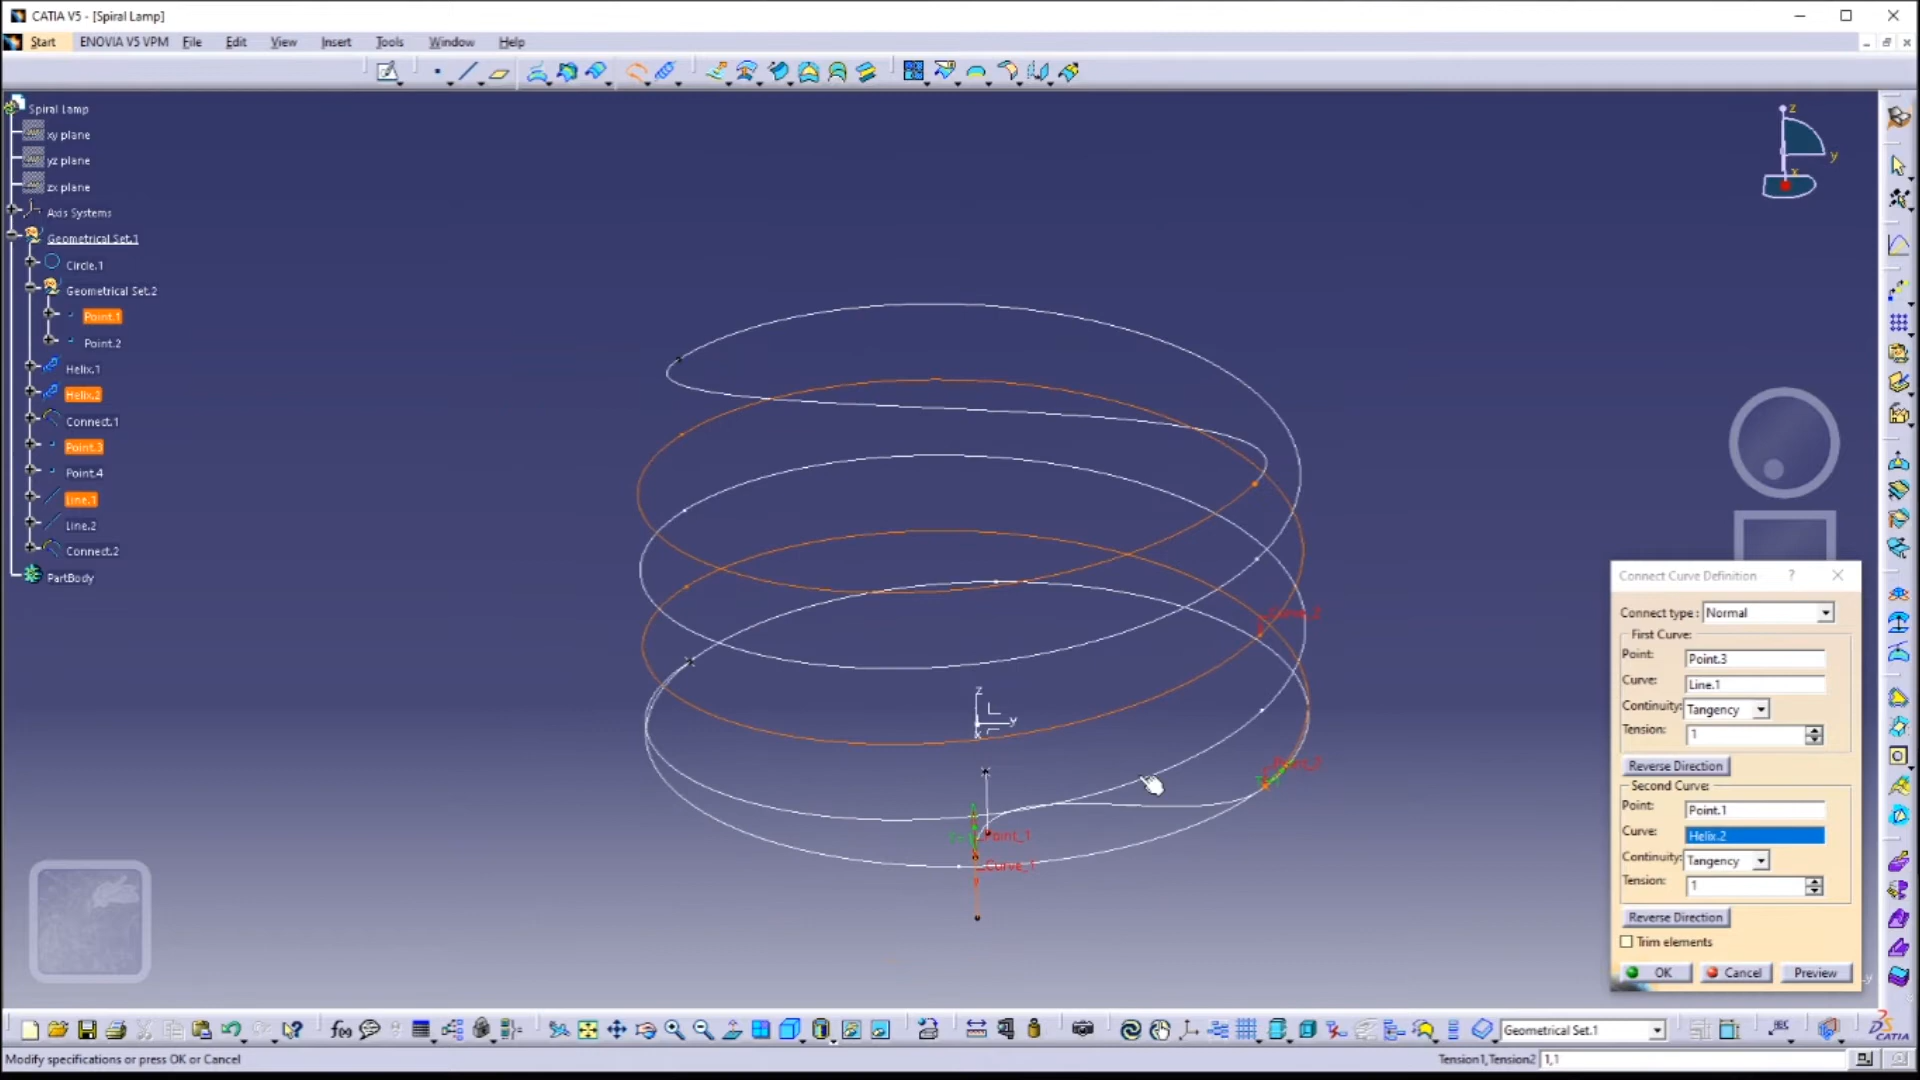 CATIA V5 - [Spiral Lamp]
Start ENOVIA V5 VPM File Edit View Insert Tools Window Help
Spiral Lamp
xy plane
yz plane
zx plane
Axis Systems
Geometrical Set.1
Circle.1
Geometrical Set.2
Point.1
Point.2
Helix.1
Helix.2
Connect.1
Point.3
Point.4
Line.1
Line.2
Connect.2
PartBody
z
y
x
z
y
x
Point_1
Curve_1
Connect Curve Definition ?
Connect type : Normal
First Curve:
Point: Point.3
Curve: Line.1
Continuity: Tangency
Tension: 1
Reverse Direction
Second Curve:
Point: Point.1
Curve: Helix.2
Continuity: Tangency
Tension: 1
Reverse Direction
Trim elements
OK Cancel Preview
Geometrical Set.1
CATIA
Modify specifications or press OK or Cancel
Tension1,Tension2 1,1